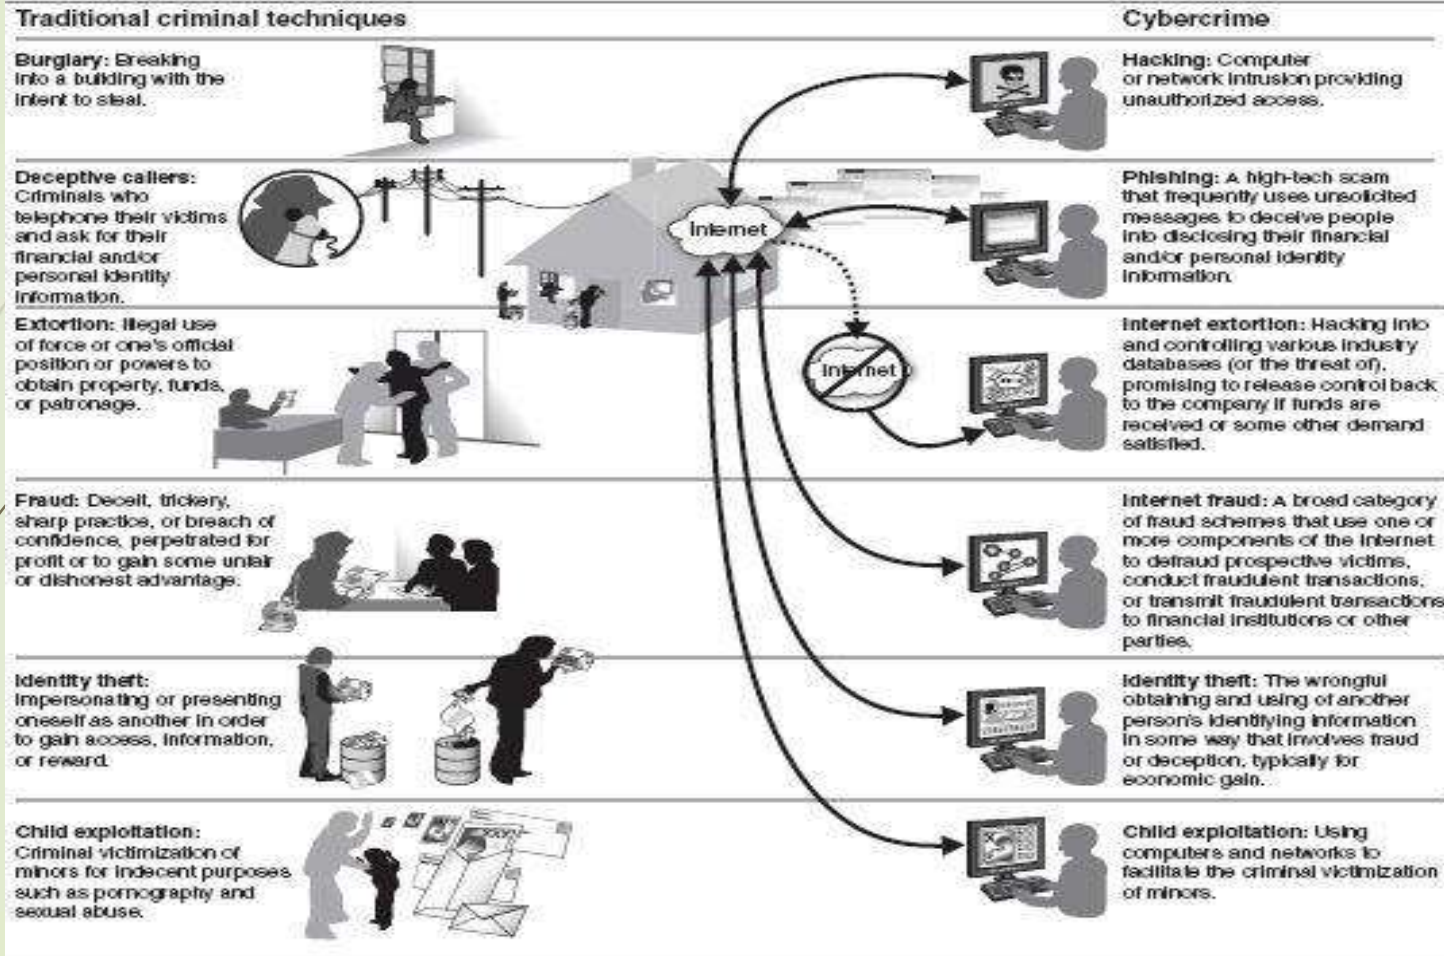 Traditional criminal techniques
Cybercrime
Burglary: Breaking
into a building with the
intent to steal.
Hacking: Computer
or network intrusion providing
unauthorized access.
Deceptive callers:
Criminals who
telephone their victims
and ask for their
financial and/or
personal identity
information.
Internet
Phishing: A high-tech scam
that frequently uses unsolicited
messages to deceive people
into disclosing their financial
and/or personal identity
information.
Extortion: Illegal use
of force or one's official
position or powers to
obtain property, funds,
or patronage.
Internet
Internet extortion: Hacking into
and controlling various industry
databases (or the threat of),
promising to release control back
to the company if funds are
received or some other demand
satisfied.
Fraud: Deceit, trickery,
sharp practice, or breach of
confidence, perpetrated for
profit or to gain some unfair
or dishonest advantage.
Internet fraud: A broad category
of fraud schemes that use one or
more components of the Internet
to defraud prospective victims,
conduct fraudulent transactions,
or transmit fraudulent transactions
to financial institutions or other
parties.
Identity theft:
Impersonating or presenting
oneself as another in order
to gain access, information,
or reward.
Identity theft: The wrongful
obtaining and using of another
person's identifying information
in some way that involves fraud
or deception, typically for
economic gain.
Child exploitation:
Criminal victimization of
minors for indecent purposes
such as pornography and
sexual abuse.
Child exploitation: Using
computers and networks to
facilitate the criminal victimization
of minors.